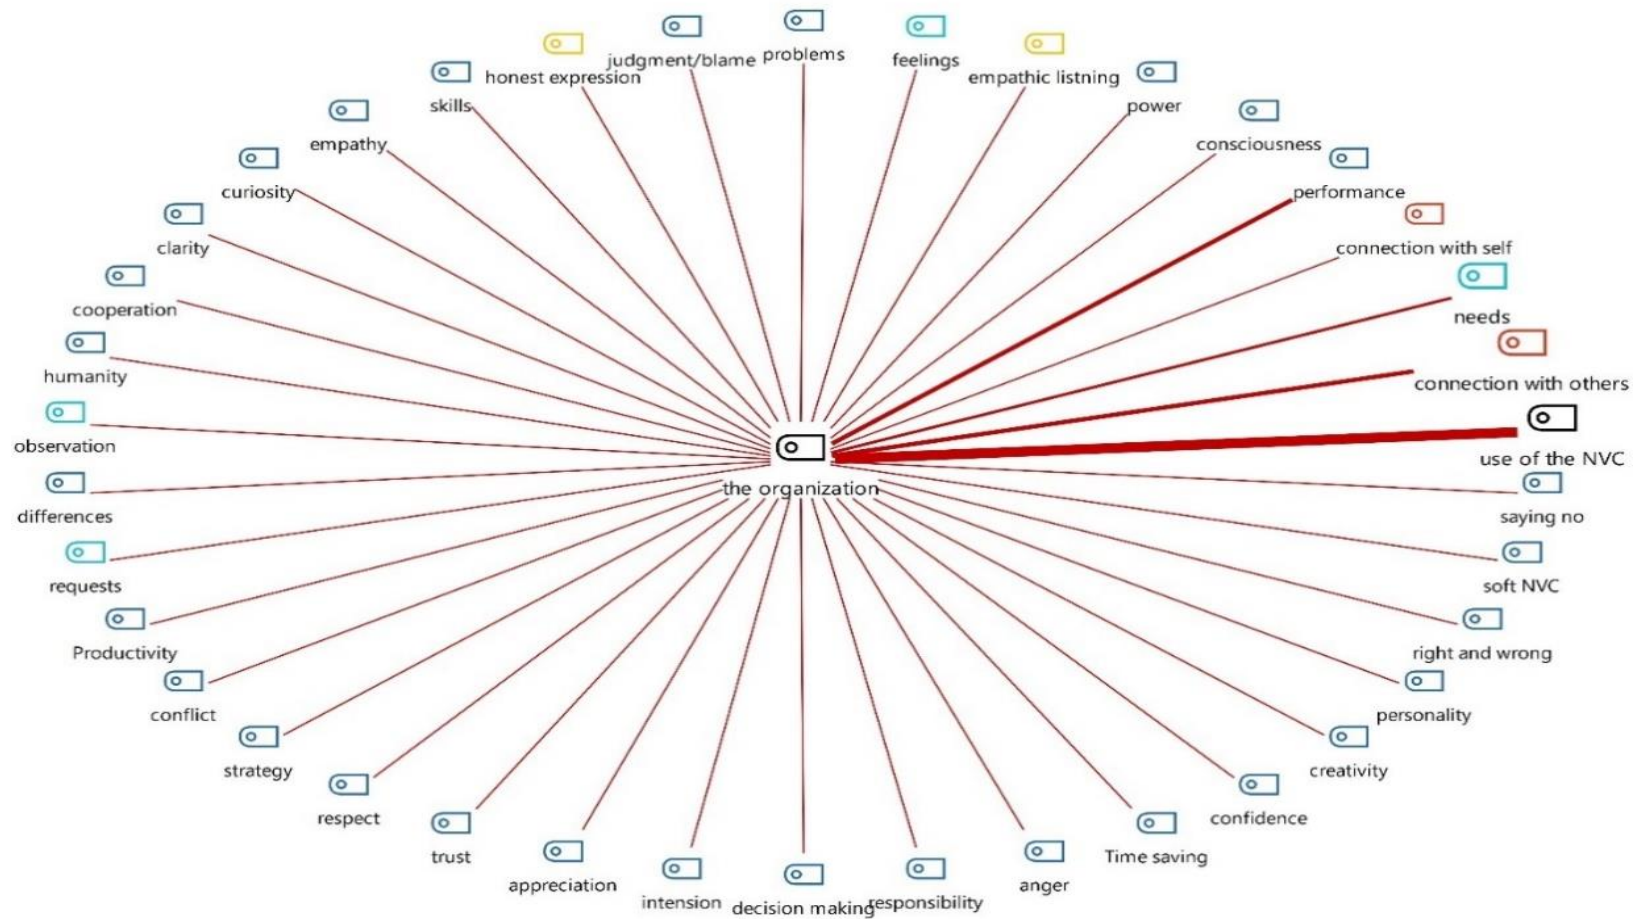 problems
judgment/blame
feelings
honest expression
empathic listning
skills
power
empathy
consciousness
curiosity
performance
clarity
connection with self
cooperation
needs
humanity
connection with others
observation
use of the NVC
the organization
differences
saying no
requests
soft NVC
Productivity
right and wrong
conflict
personality
strategy
creativity
respect
confidence
trust
Time saving
appreciation
anger
intension
responsibility
decision making